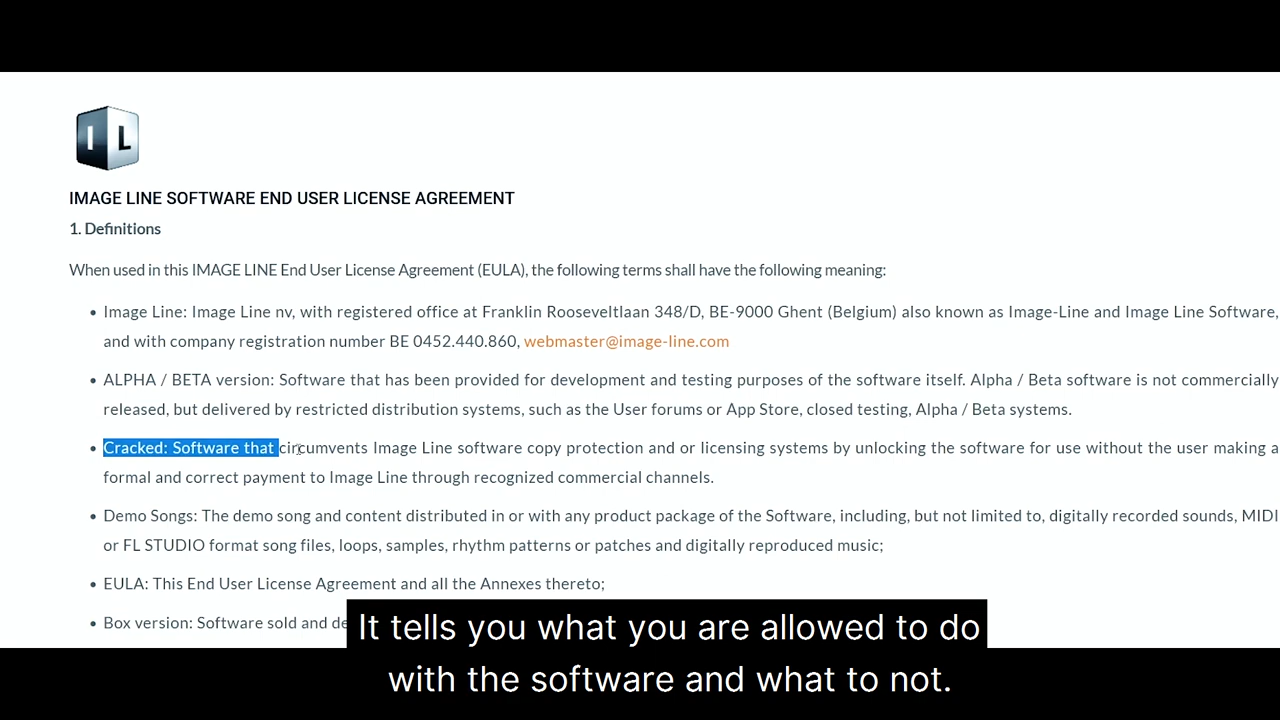 I L
IMAGE LINE SOFTWARE END USER LICENSE AGREEMENT
1. Definitions
When used in this IMAGE LINE End User License Agreement (EULA), the following terms shall have the following meaning:
• Image Line: Image Line nv, with registered office at Franklin Rooseveltlaan 348/D, BE-9000 Ghent (Belgium) also known as Image-Line and Image Line Software,
and with company registration number BE 0452.440.860, webmaster@image-line.com
• ALPHA / BETA version: Software that has been provided for development and testing purposes of the software itself. Alpha / Beta software is not commercially
released, but delivered by restricted distribution systems, such as the User forums or App Store, closed testing, Alpha / Beta systems.
• Cracked: Software that circumvents Image Line software copy protection and or licensing systems by unlocking the software for use without the user making a
formal and correct payment to Image Line through recognized commercial channels.
• Demo Songs: The demo song and content distributed in or with any product package of the Software, including, but not limited to, digitally recorded sounds, MIDI
or FL STUDIO format song files, loops, samples, rhythm patterns or patches and digitally reproduced music;
• EULA: This End User License Agreement and all the Annexes thereto;
• Box version: Software sold and de
It tells you what you are allowed to do
with the software and what to not.